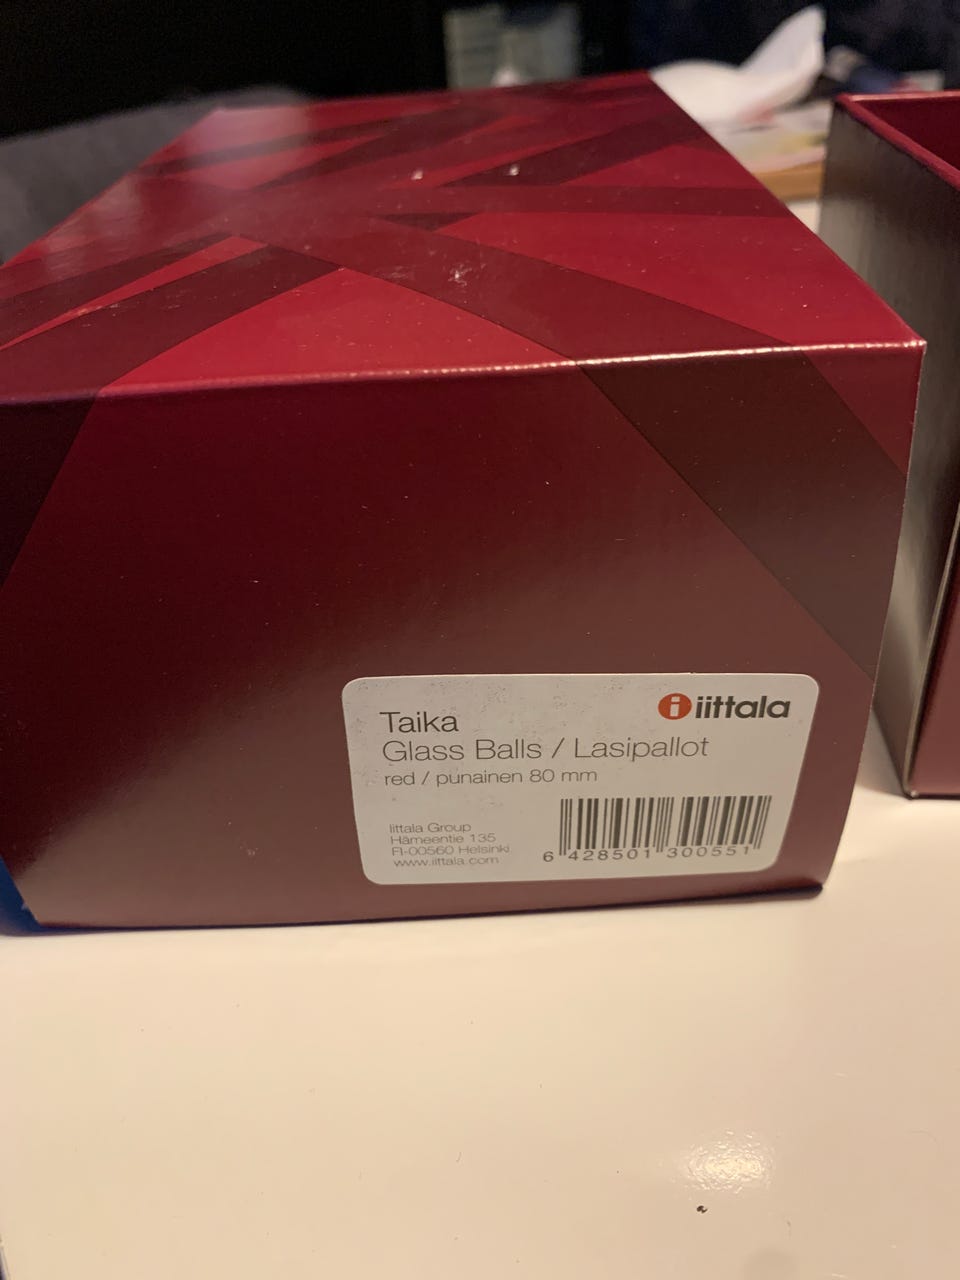 iittala
Taika
Glass Balls / Lasipallot
red / punainen 80 mm
Iittala Group
Hämeentie 135
FI-00560 Helsinki
www.iittala.com
6 428501 300551